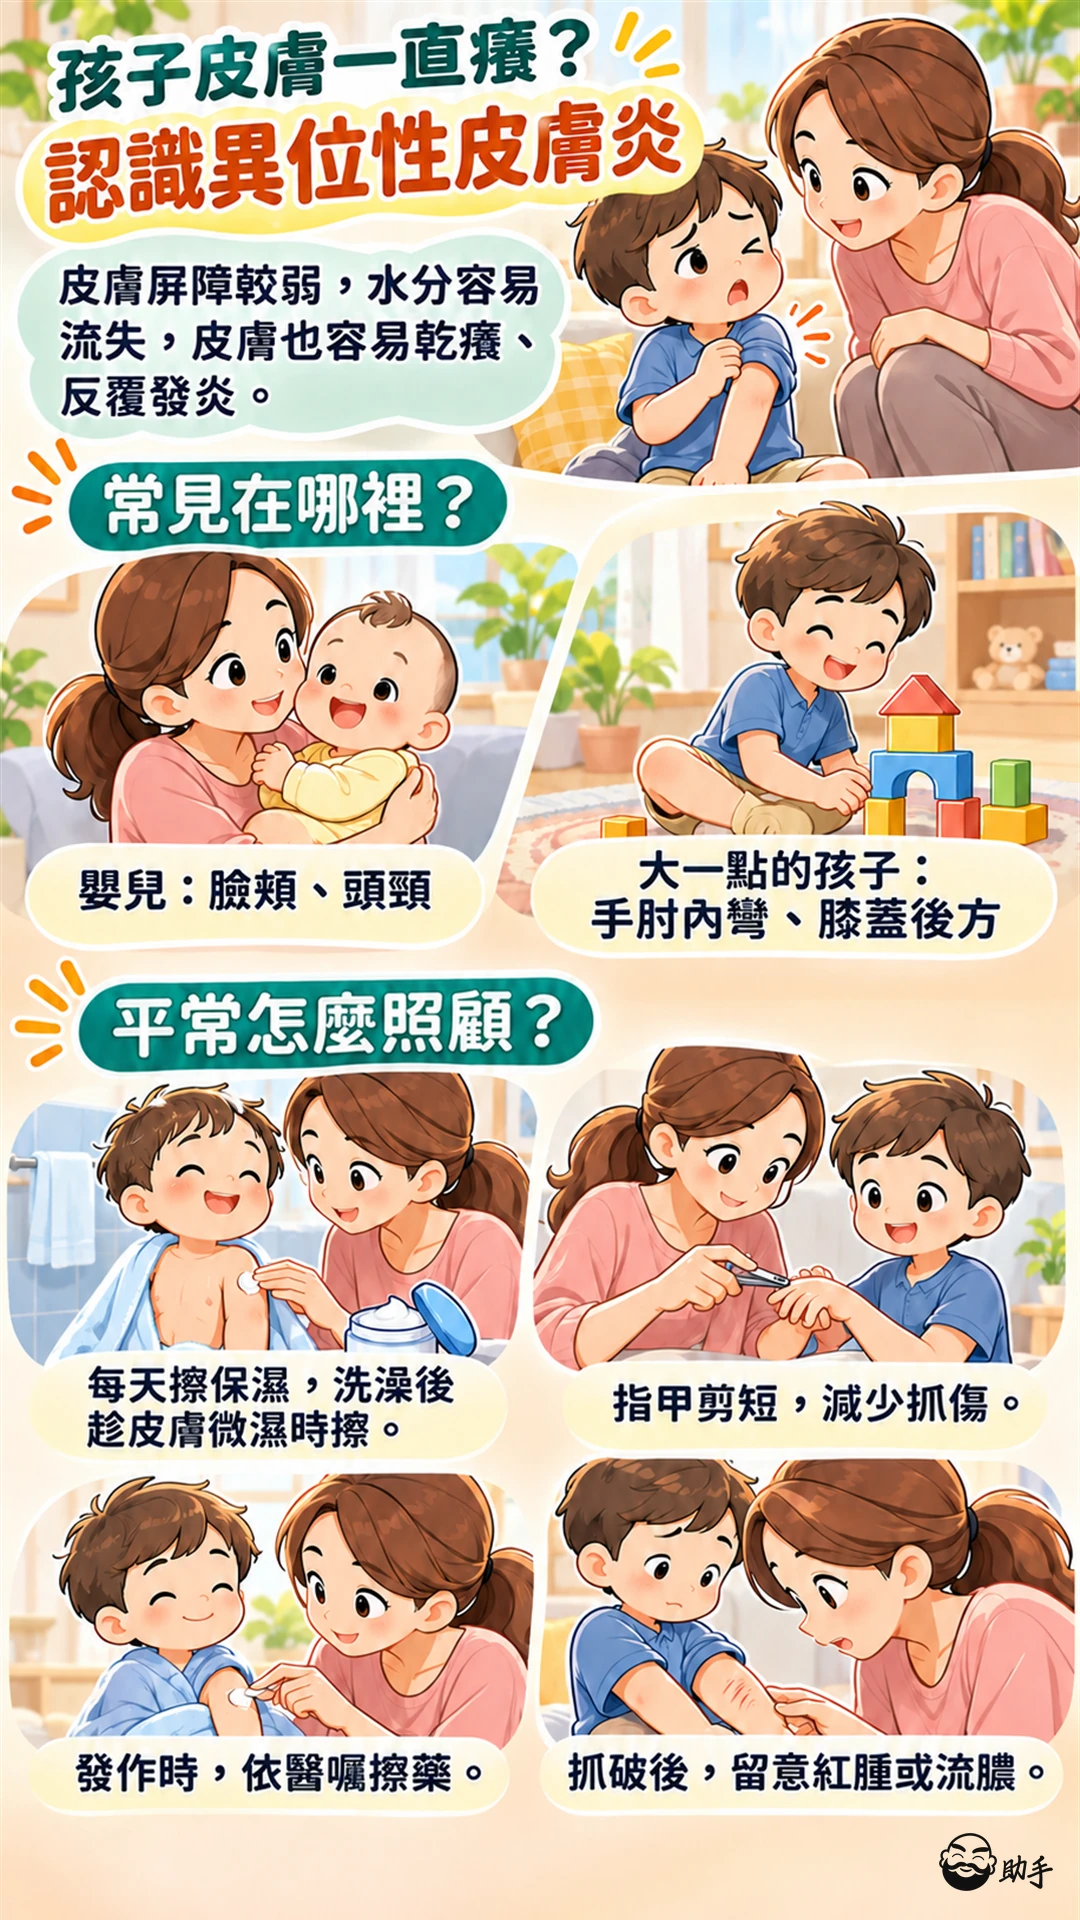 孩子皮膚一直癢？
認識異位性皮膚炎
皮膚屏障較弱，水分容易
流失，皮膚也容易乾癢、
反覆發炎。
常見在哪裡？
嬰兒：臉頰、頭頸
大一點的孩子：
手肘內彎、膝蓋後方
平常怎麼照顧？
每天擦保濕，洗澡後
趁皮膚微濕時擦。
指甲剪短，減少抓傷。
發作時，依醫囑擦藥。
抓破後，留意紅腫或流膿。
助手